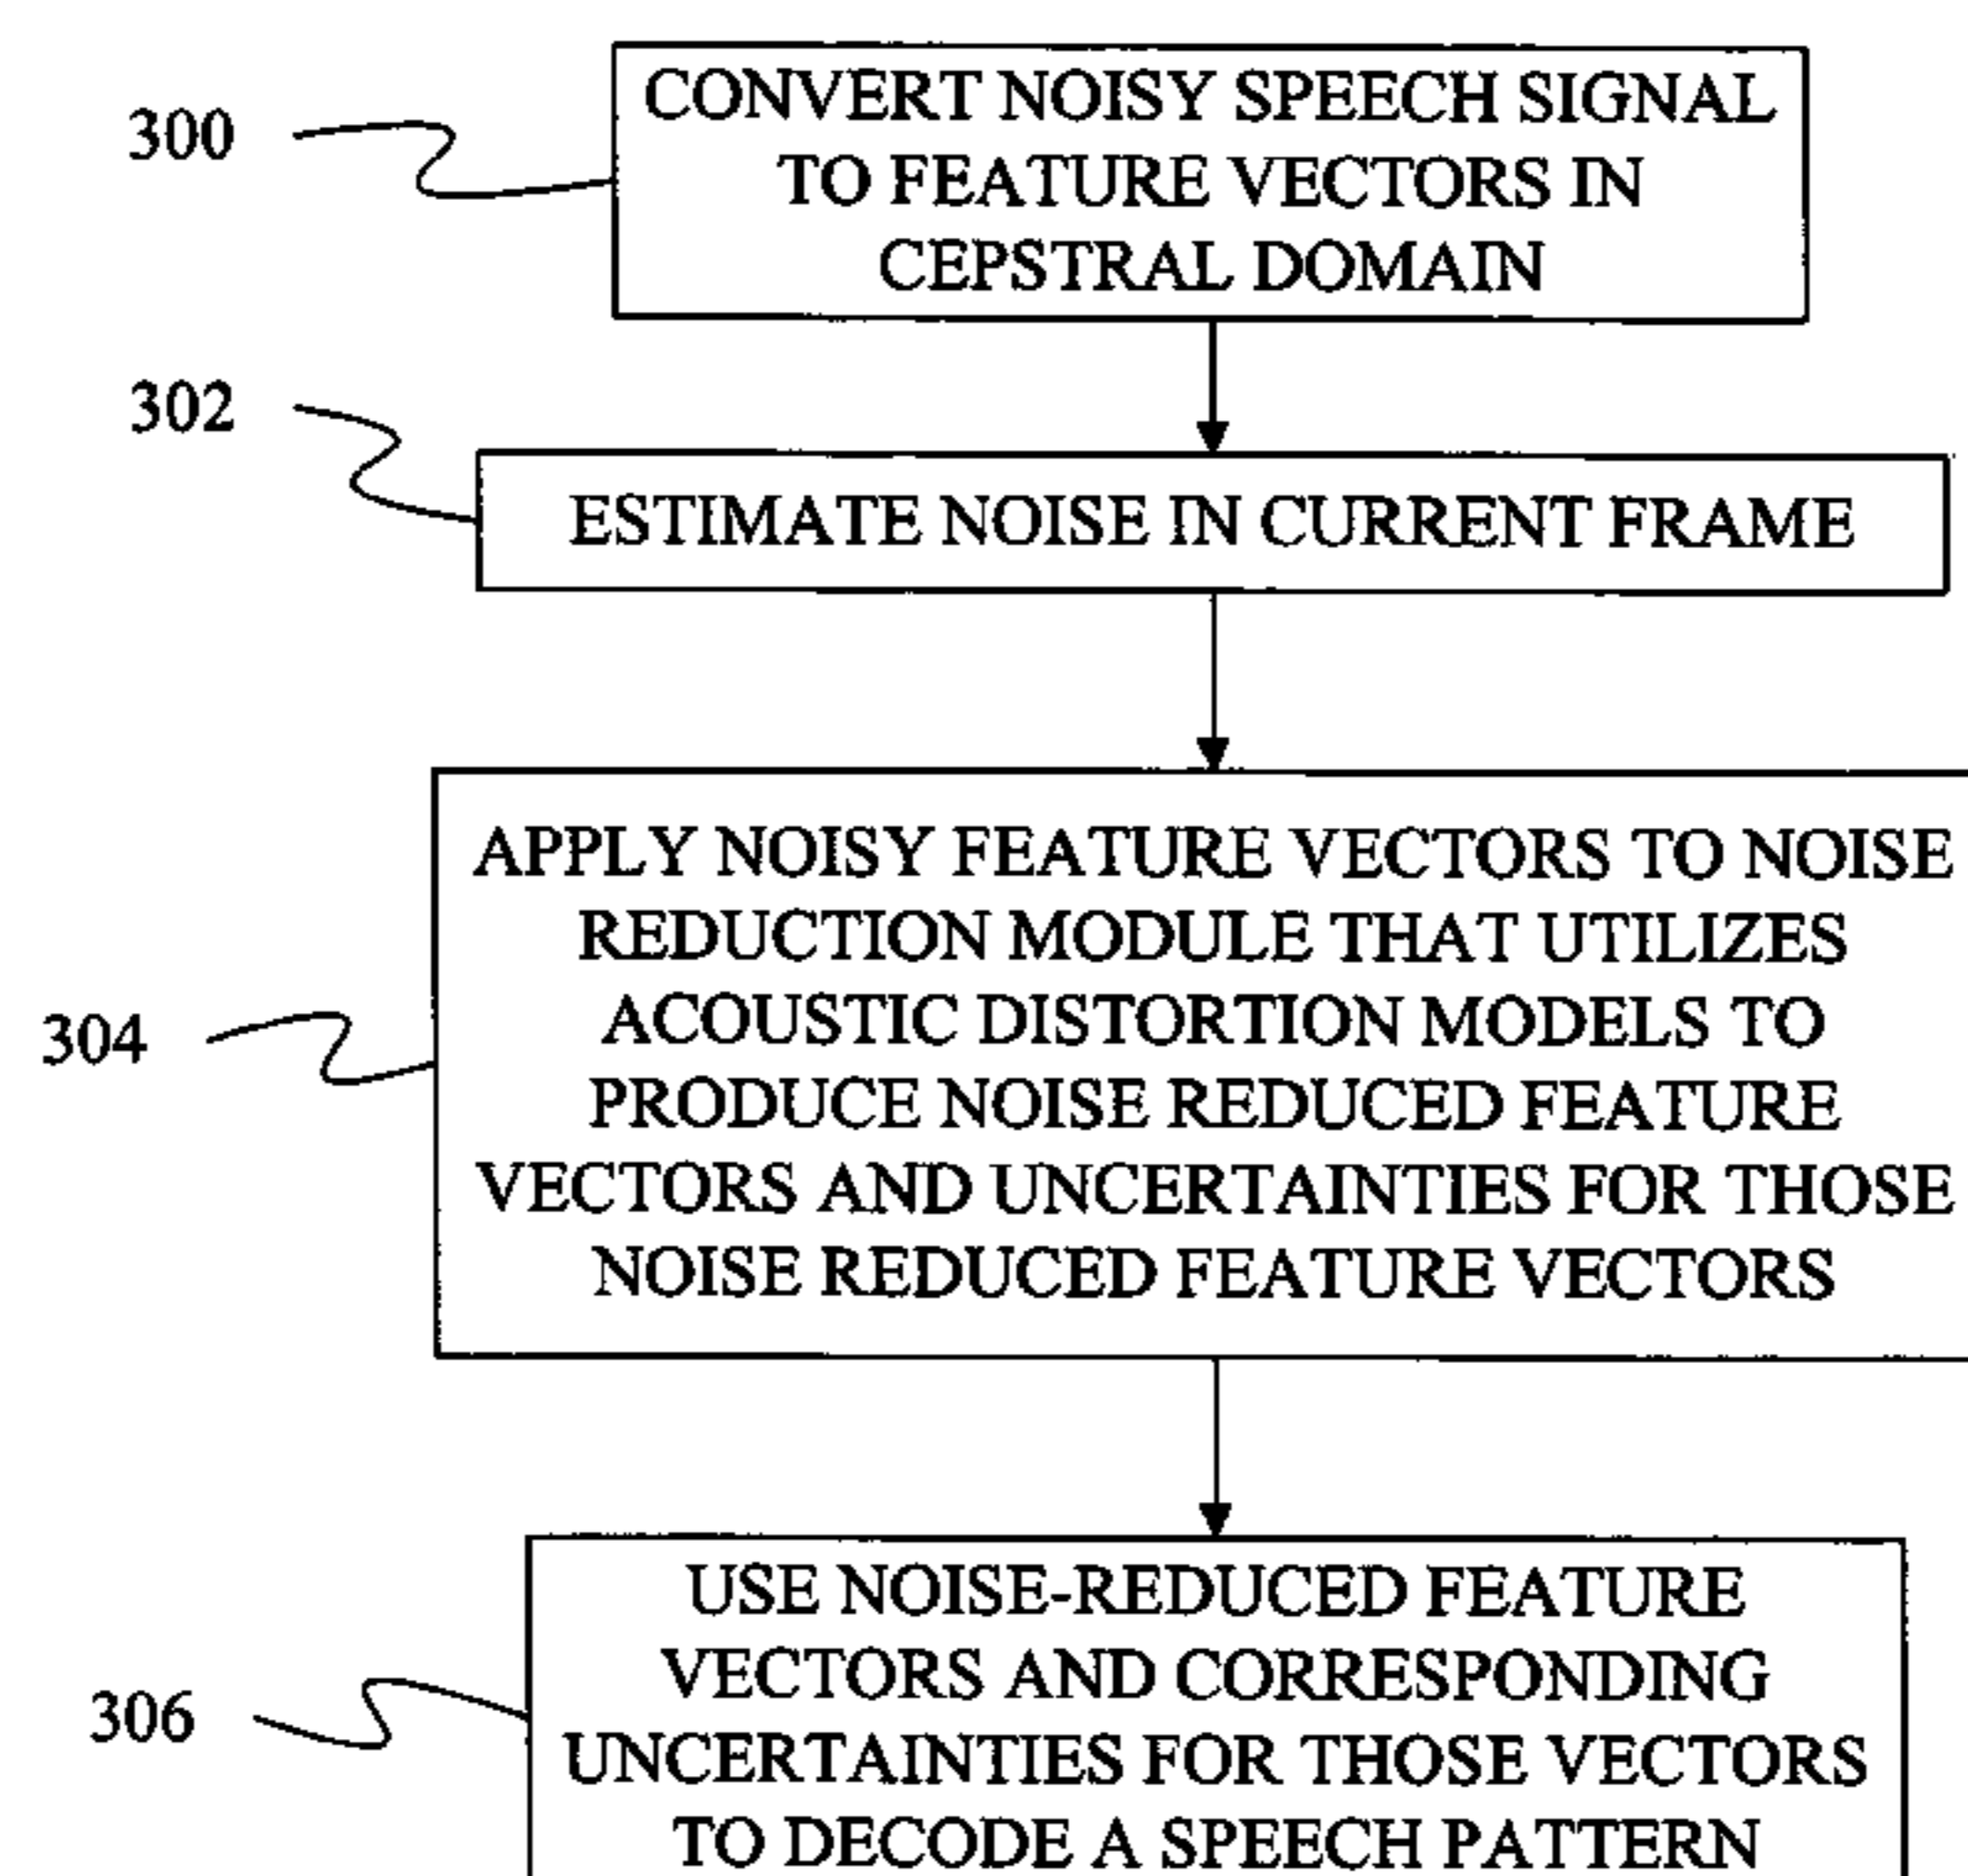 300
CONVERT NOISY SPEECH SIGNAL
TO FEATURE VECTORS IN
CEPSTRAL DOMAIN
302
ESTIMATE NOISE IN CURRENT FRAME
304
APPLY NOISY FEATURE VECTORS TO NOISE
REDUCTION MODULE THAT UTILIZES
ACOUSTIC DISTORTION MODELS TO
PRODUCE NOISE REDUCED FEATURE
VECTORS AND UNCERTAINTIES FOR THOSE
NOISE REDUCED FEATURE VECTORS
306
USE NOISE-REDUCED FEATURE
VECTORS AND CORRESPONDING
UNCERTAINTIES FOR THOSE VECTORS
TO DECODE A SPEECH PATTERN